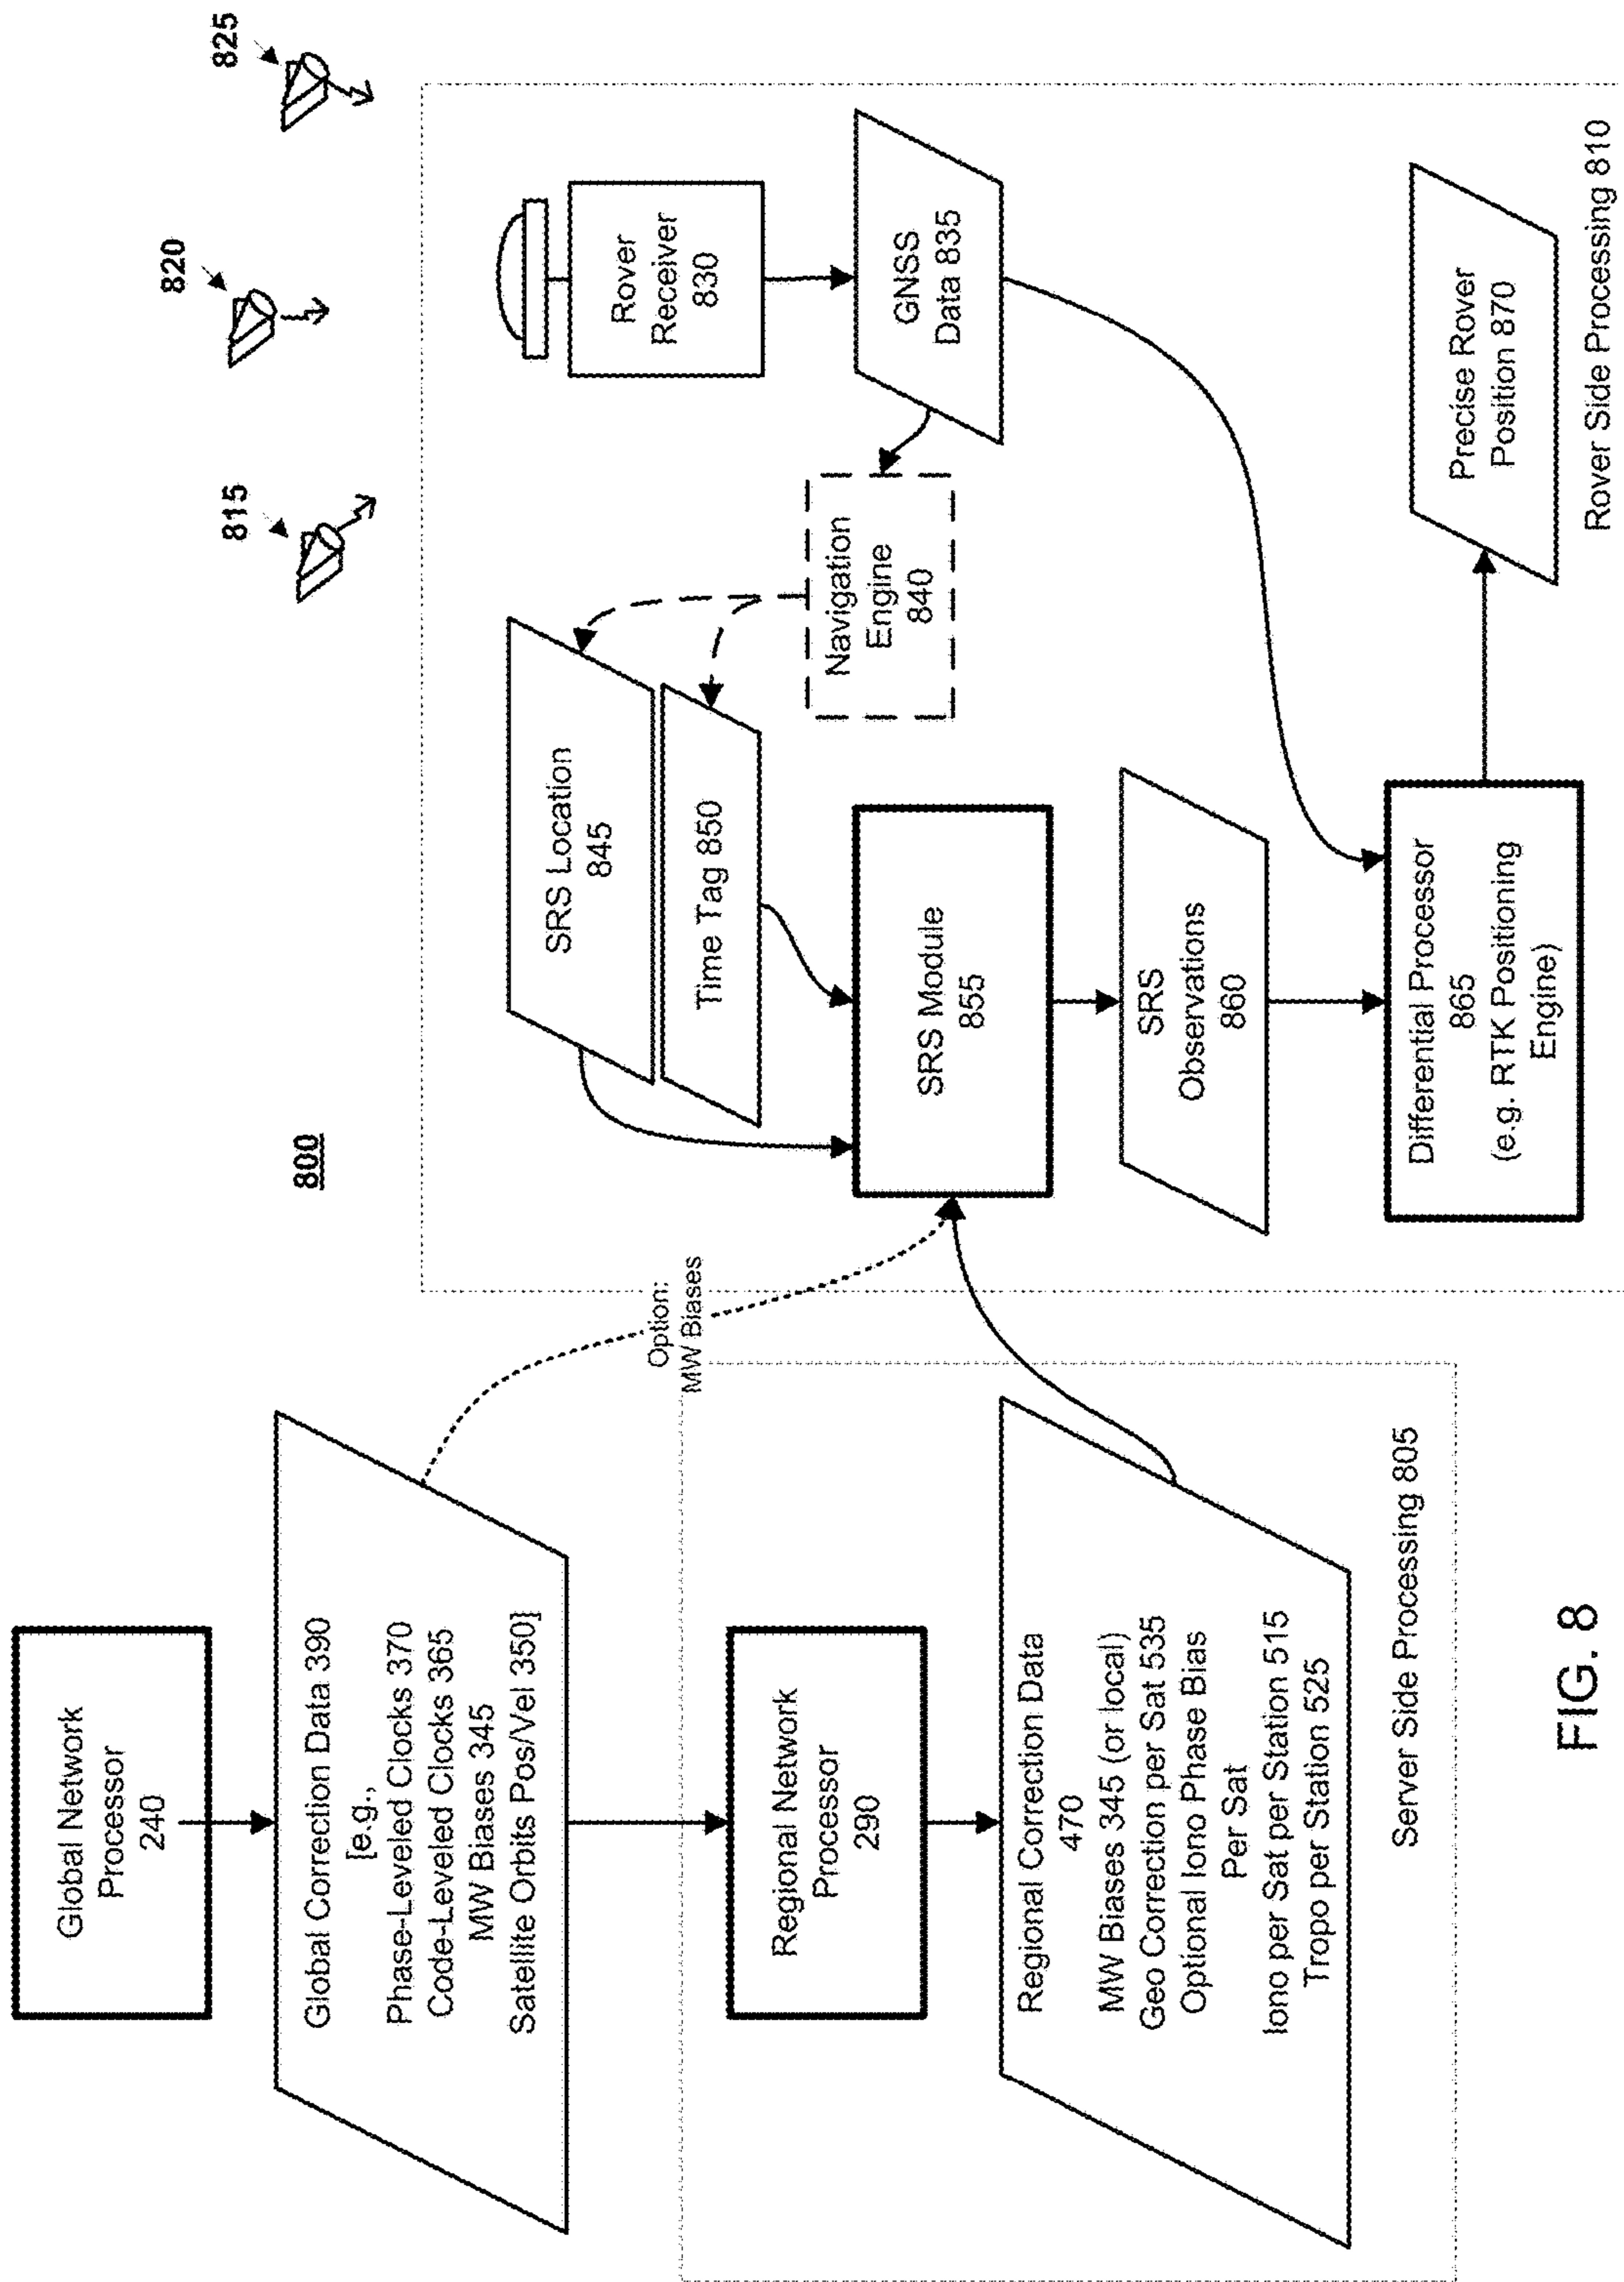 800
815
820
825
Global Network
Processor
240
Global Correction Data 390
[e.g.,
Phase-Leveled Clocks 370
Code-Leveled Clocks 365
MW Biases 345
Satellite Orbits Pos/Vel 350]
Option:
MW Biases
Regional Network
Processor
290
Regional Correction Data
470
MW Biases 345 (or local)
Geo Correction per Sat 535
Optional Iono Phase Bias
Per Sat
Iono per Sat per Station 515
Tropo per Station 525
Server Side Processing 805
SRS Location
845
Time Tag 850
Rover
Receiver
830
GNSS
Data 835
Navigation
Engine
840
SRS Module
855
SRS
Observations
860
Differential Processor
865
(e.g. RTK Positioning
Engine)
Precise Rover
Position 870
Rover Side Processing 810
FIG. 8